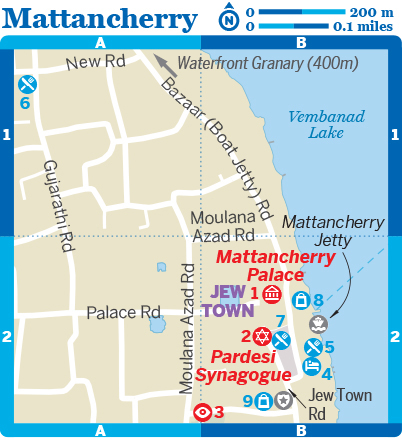 Mattancherry
N
0 200 m
0 0.1 miles
A B
New Rd
Waterfront Granary (400m)
6
Bazaar (Boat Jetty) Rd
Vembanad
Lake
1 1
Gujarathi Rd
Moulana
Azad Rd
Mattancherry
Jetty
Mattancherry
Palace
1
JEW
TOWN
8
Moulana Azad Rd
Palace Rd
7
2 2
2
5
Pardesi
Synagogue
4
Jew Town
Rd
9
3
A B